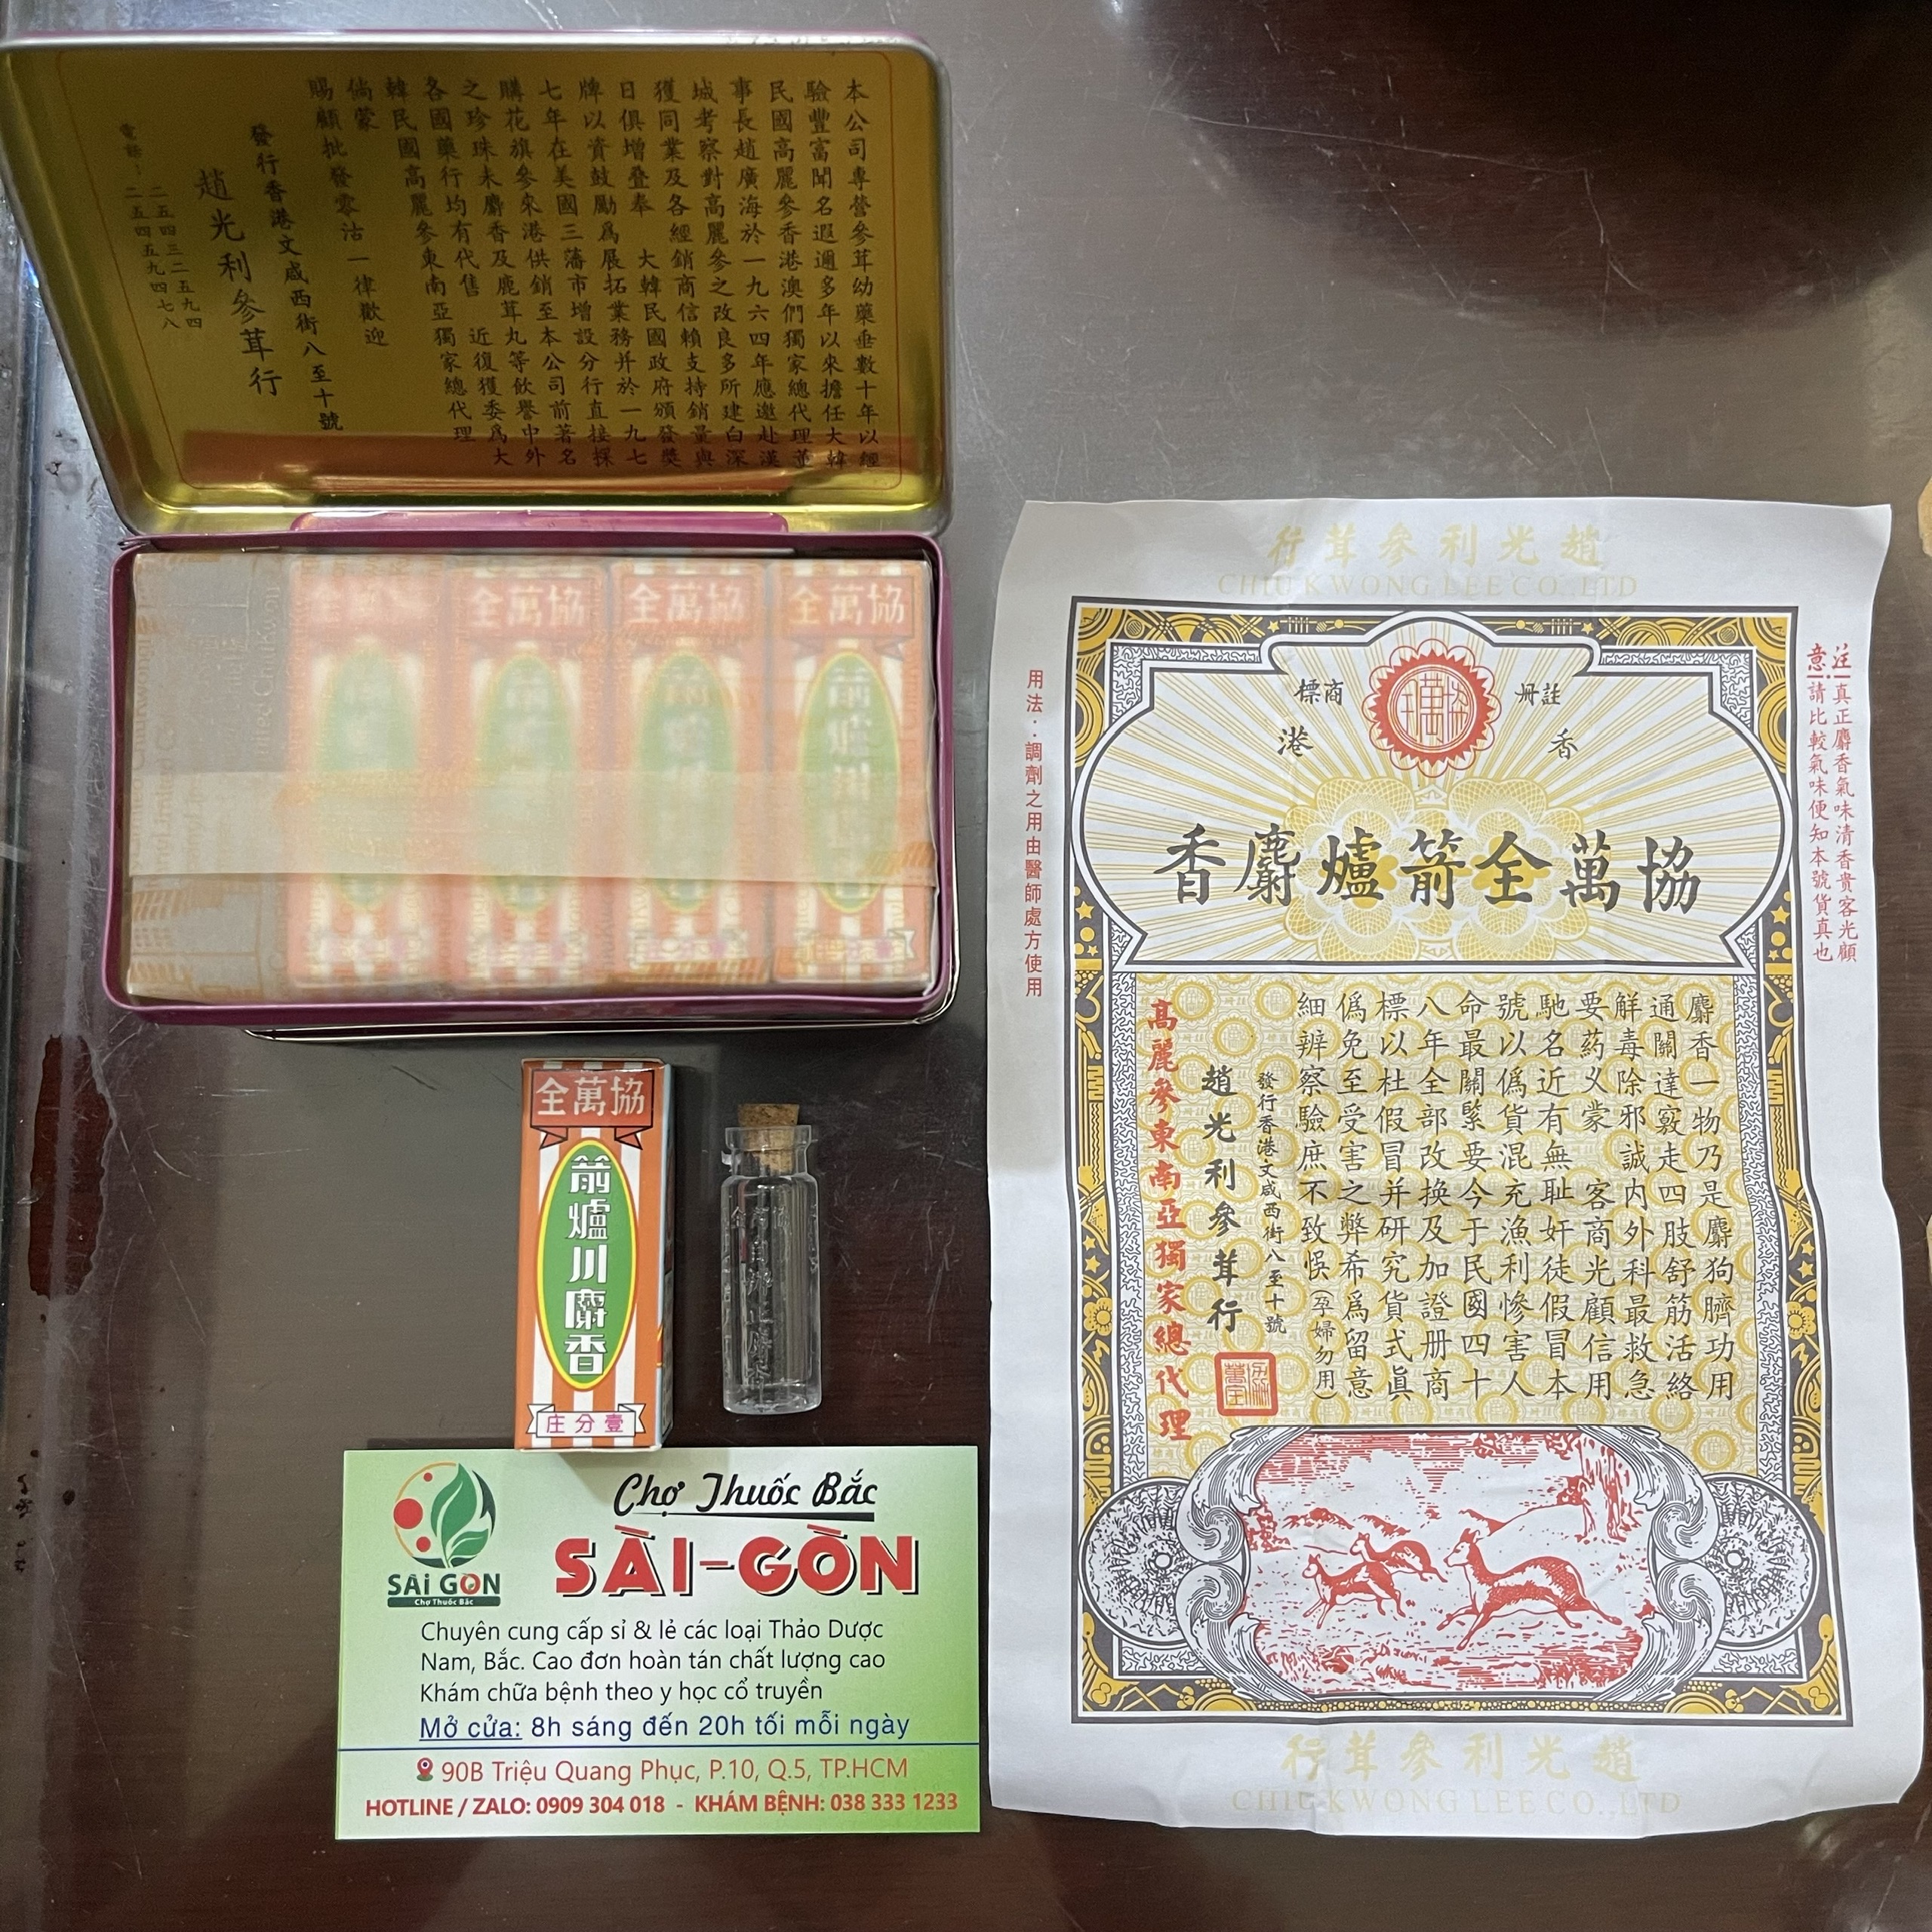 本公司專營參茸幼藥垂數十年以經
驗豐富聞名遐邇多年以來擔任大韓
民國高麗參香港澳們獨家總代理董
事長趙廣海於一九六四年應邀赴漢
城考察對高麗參之改良多所建白深
獲同業及各經銷商信賴支持銷量與
日俱增疊奉 大韓民國政府頒發獎
牌以資鼓勵爲展拓業務并於一九七
七年在美國三藩市增設分行直接採
購花旗參來港供銷至本公司前著名
之珍珠末麝香及鹿茸丸等飲譽中外
各國藥行均有代售 近復獲委爲大
韓民國高麗參東南亞獨家總代理
倘蒙
賜顧批發零沽一律歡迎
發行香港文咸西街八至十號
趙光利參茸行
電話：二五四三二五九四
二五四五九四七八
全萬協
全萬協
全萬協
全萬協
全萬協
箭爐川麝香
庄分壹
Chợ Thuốc Bắc
SÀI-GÒN
SÀI GÒN
Chợ Thuốc Bắc
Chuyên cung cấp sỉ & lẻ các loại Thảo Dược
Nam, Bắc. Cao đơn hoàn tán chất lượng cao
Khám chữa bệnh theo y học cổ truyền
Mở cửa: 8h sáng đến 20h tối mỗi ngày
90B Triệu Quang Phục, P.10, Q.5, TP.HCM
HOTLINE / ZALO: 0909 304 018 - KHÁM BỆNH: 038 333 1233
行茸參利光趙
CHIU KWONG LEE CO., LTD
標商 冊註
港 香
香麝爐箭全萬協
注意！真正麝香氣味清香貴客光顧
請比較氣味便知本號貨真也
用法：調劑之用由醫師處方使用
麝香一物乃是麝狗臍功用
通關達竅走四肢舒筋活絡
解毒除邪誠內外科最救急
要葯乂蒙 客商光顧信用
馳名近有無恥奸徒假冒本
號以偽貨混充漁利慘害人
命最關緊要今于民國四十
八年全部改換及加證册商
標以杜假冒并研究貨式眞
偽免至受害之弊希為留意
細辨察驗庶不致悞(孕婦勿用)
發行香港文咸西街八至十號
趙光利參茸行
高麗參東南亞獨家總代理
行茸參利光趙
CHIU KWONG LEE CO., LTD